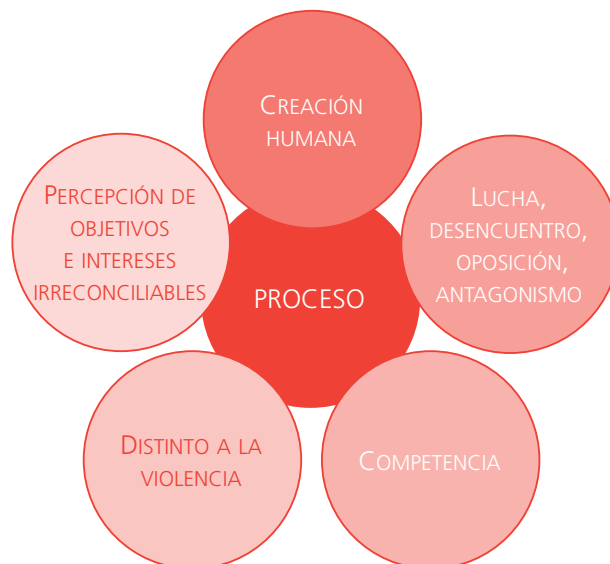 Creación
humana
Percepción de
objetivos
e intereses
irreconciliables
Lucha,
desencuentro,
oposición,
antagonismo
PROCESO
Distinto a la
violencia
Competencia